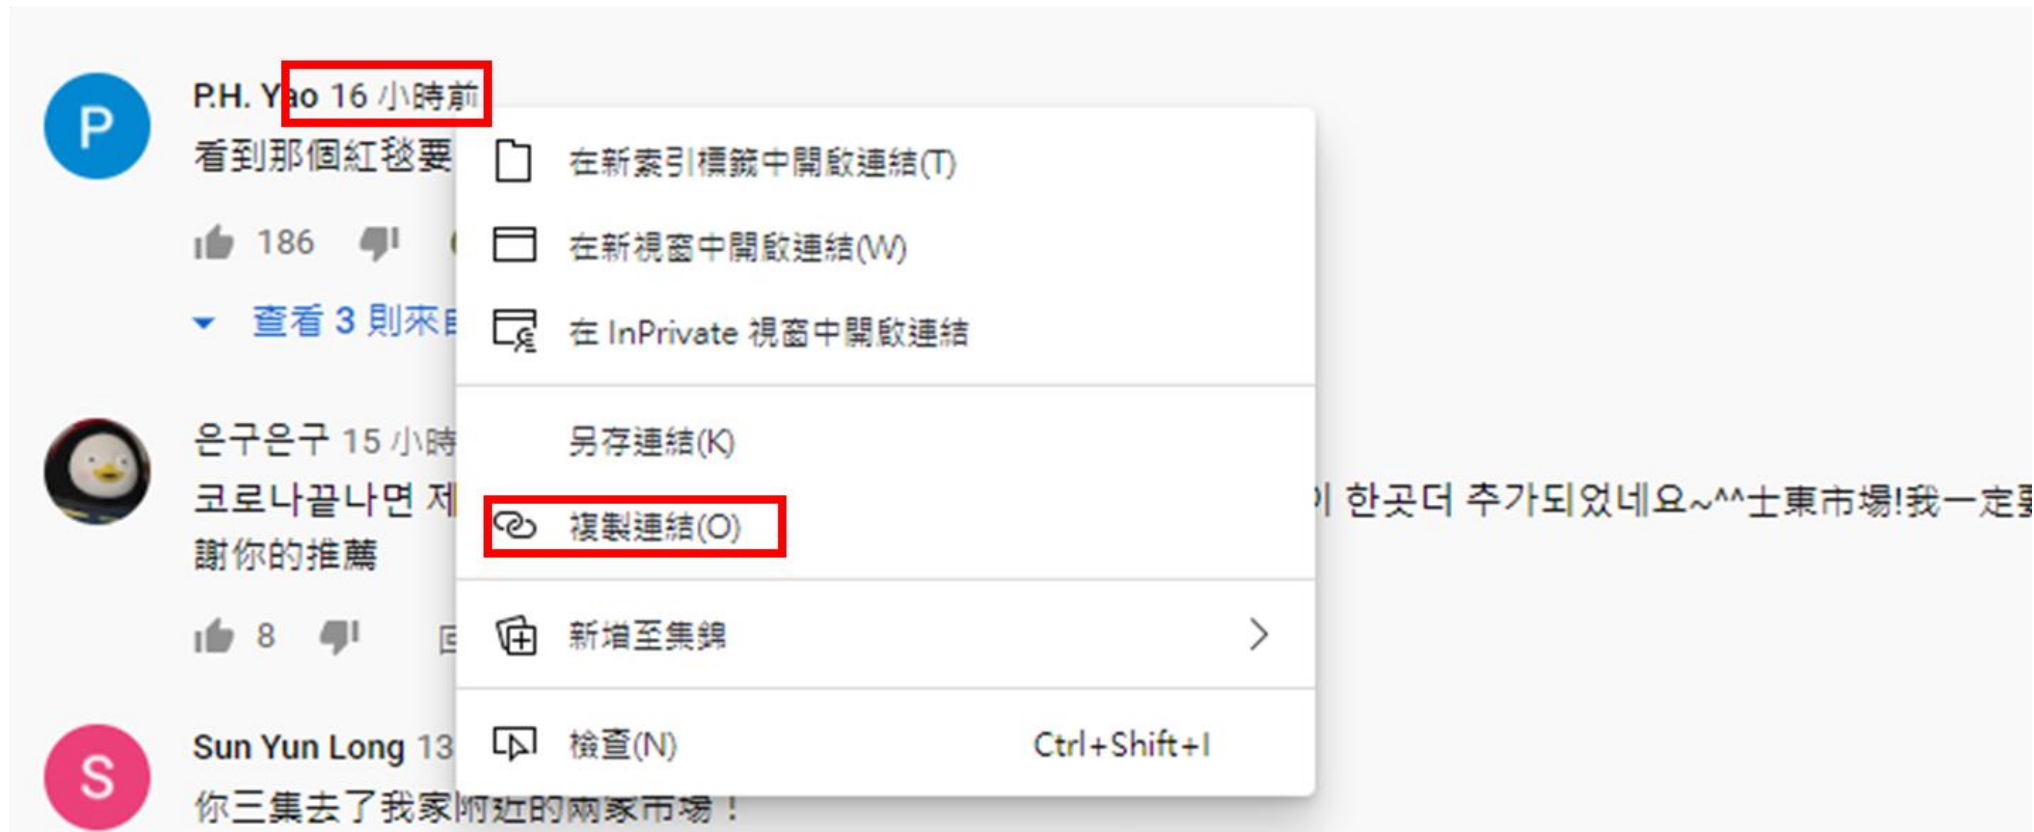 P
P.H. Yao 16 小時前
看到那個紅毯要
186
查看 3 則來
在新索引標籤中開啟連結(T)
在新視窗中開啟連結(W)
在 InPrivate 視窗中開啟連結
另存連結(K)
複製連結(O)
新增至集錦
檢查(N) Ctrl+Shift+I
은구은구 15 小時
코로나끝나면 제
이 한곳더 추가되었네요~^^士東市場!我一定要
謝你的推薦
8
S
Sun Yun Long 13
你三集去了我家附近的兩家市場！